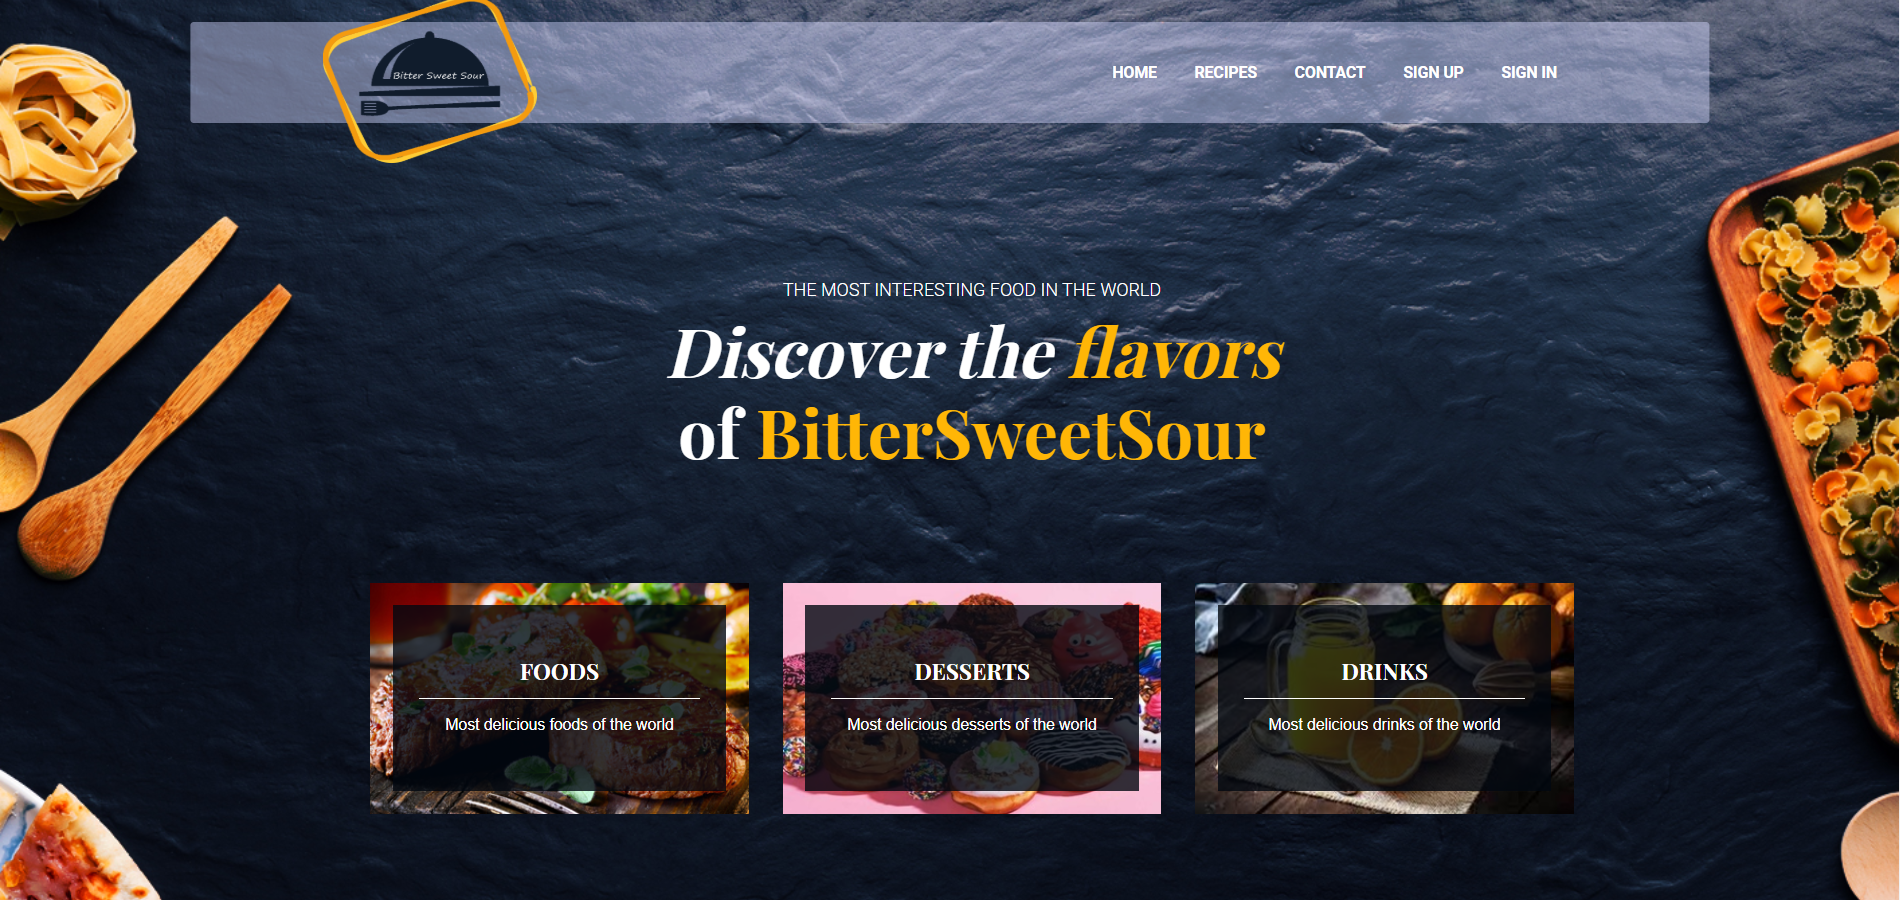 Bitter Sweet Sour
HOME RECIPES CONTACT SIGN UP SIGN IN
THE MOST INTERESTING FOOD IN THE WORLD
Discover the flavors
of BitterSweetSour
FOODS
Most delicious foods of the world
DESSERTS
Most delicious desserts of the world
DRINKS
Most delicious drinks of the world